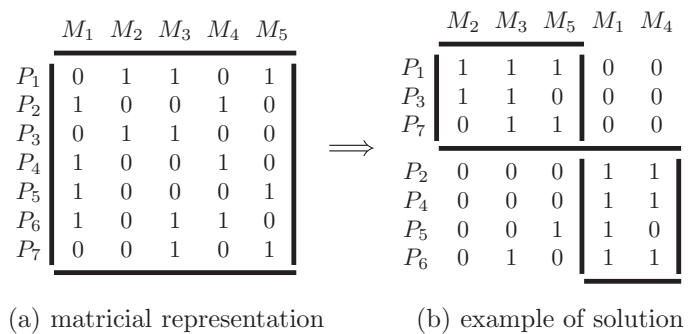 M1 M2 M3 M4 M5
P1 0 1 1 0 1
P2 1 0 0 1 0
P3 0 1 1 0 0
P4 1 0 0 1 0
P5 1 0 0 0 1
P6 1 0 1 1 0
P7 0 0 1 0 1
⟹
M2 M3 M5 M1 M4
P1 1 1 1 0 0
P3 1 1 0 0 0
P7 0 1 1 0 0
P2 0 0 0 1 1
P4 0 0 0 1 1
P5 0 0 1 1 0
P6 0 1 0 1 1
(a) matricial representation
(b) example of solution